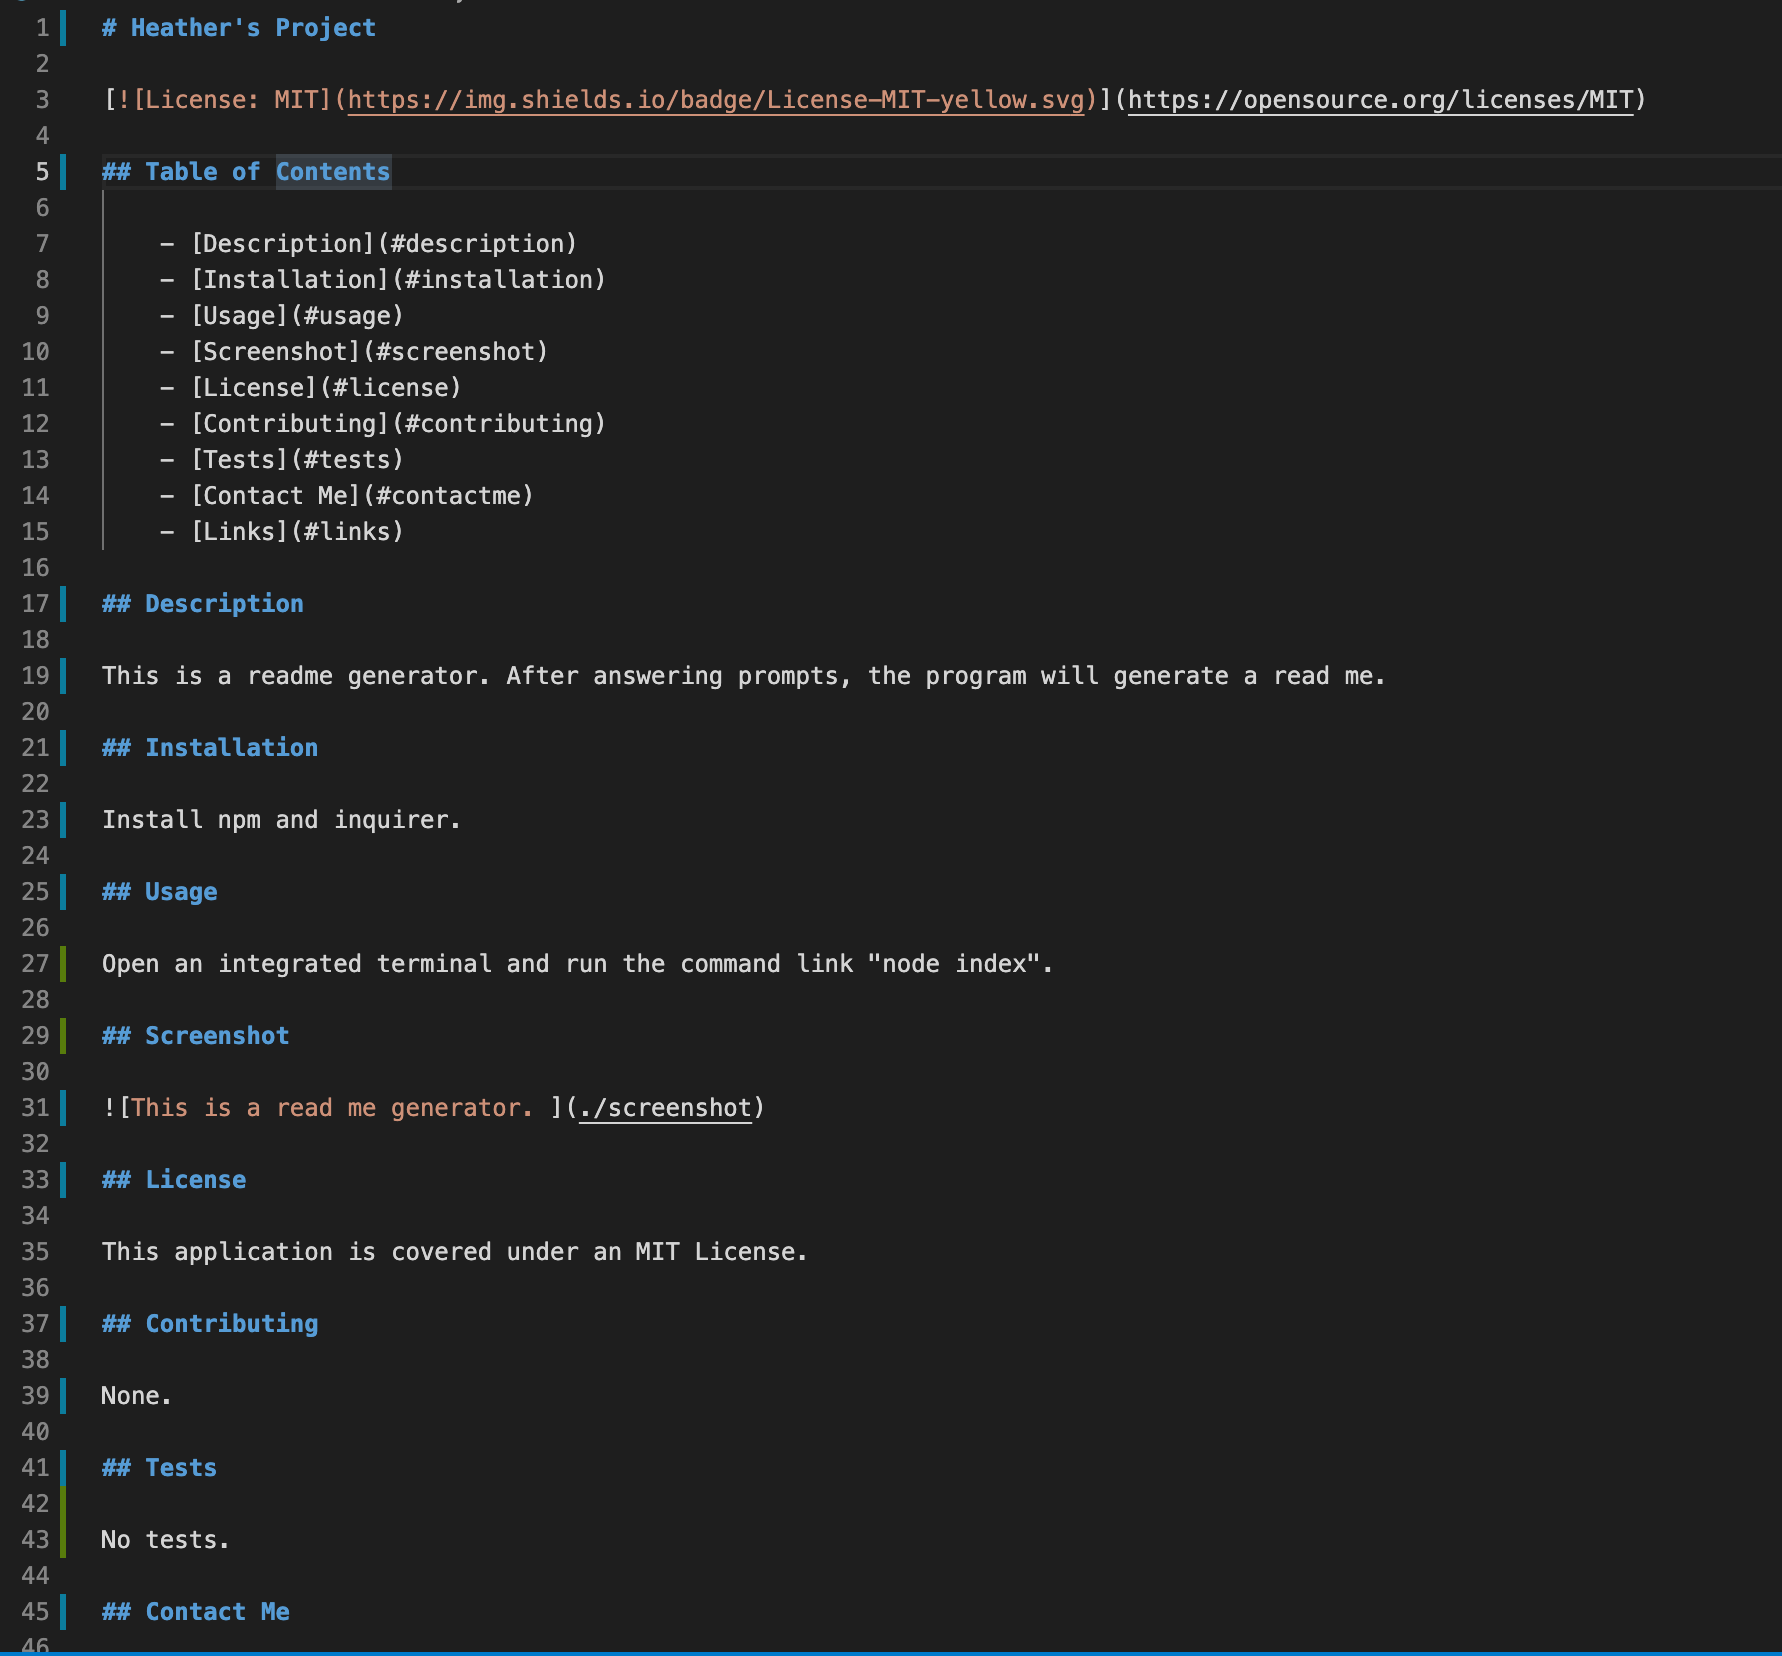 1 # Heather's Project
2
3 [![License: MIT](https://img.shields.io/badge/License-MIT-yellow.svg)](https://opensource.org/licenses/MIT)
4
5 ## Table of Contents
6
7 - [Description](#description)
8 - [Installation](#installation)
9 - [Usage](#usage)
10 - [Screenshot](#screenshot)
11 - [License](#license)
12 - [Contributing](#contributing)
13 - [Tests](#tests)
14 - [Contact Me](#contactme)
15 - [Links](#links)
16
17 ## Description
18
19 This is a readme generator. After answering prompts, the program will generate a read me.
20
21 ## Installation
22
23 Install npm and inquirer.
24
25 ## Usage
26
27 Open an integrated terminal and run the command link "node index".
28
29 ## Screenshot
30
31 ![This is a read me generator. ](./screenshot)
32
33 ## License
34
35 This application is covered under an MIT License.
36
37 ## Contributing
38
39 None.
40
41 ## Tests
42
43 No tests.
44
45 ## Contact Me
46